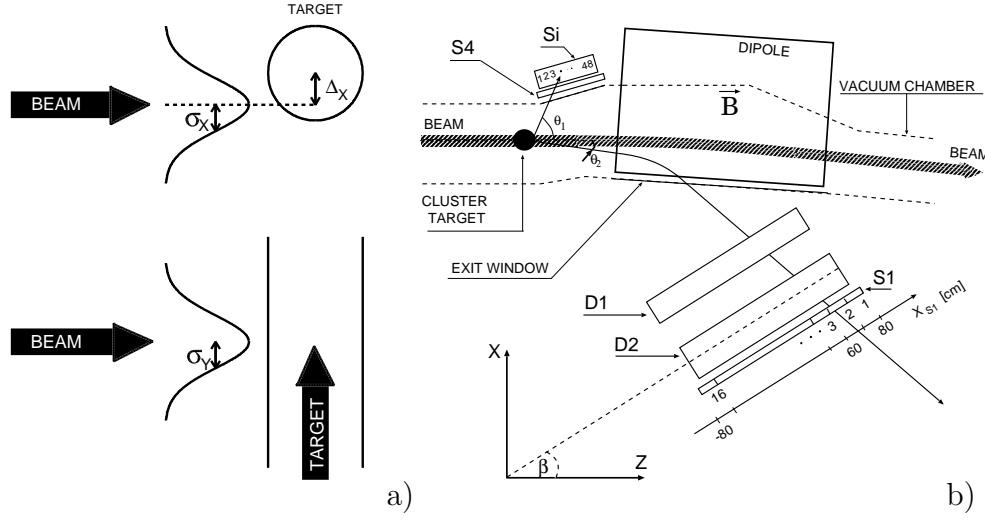 TARGET
BEAM
σX
ΔX
BEAM
σY
TARGET
a)
Si
S4
123 . . 48
DIPOLE
B
VACUUM CHAMBER
BEAM
θ1
θ2
BEAM
CLUSTER
TARGET
EXIT WINDOW
D1
D2
S1
X S1 [cm]
1
2
3
. . . .
16
80
60
-80
X
Z
β
b)